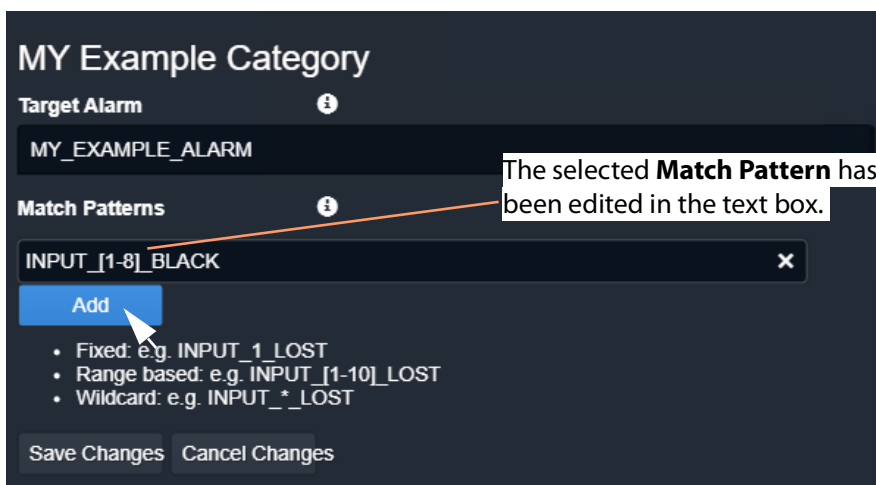 MY Example Category
Target Alarm
MY_EXAMPLE_ALARM
The selected Match Pattern has
been edited in the text box.
Match Patterns
INPUT_[1-8]_BLACK
Add
• Fixed: e.g. INPUT_1_LOST
• Range based: e.g. INPUT_[1-10]_LOST
• Wildcard: e.g. INPUT_*_LOST
Save Changes Cancel Changes